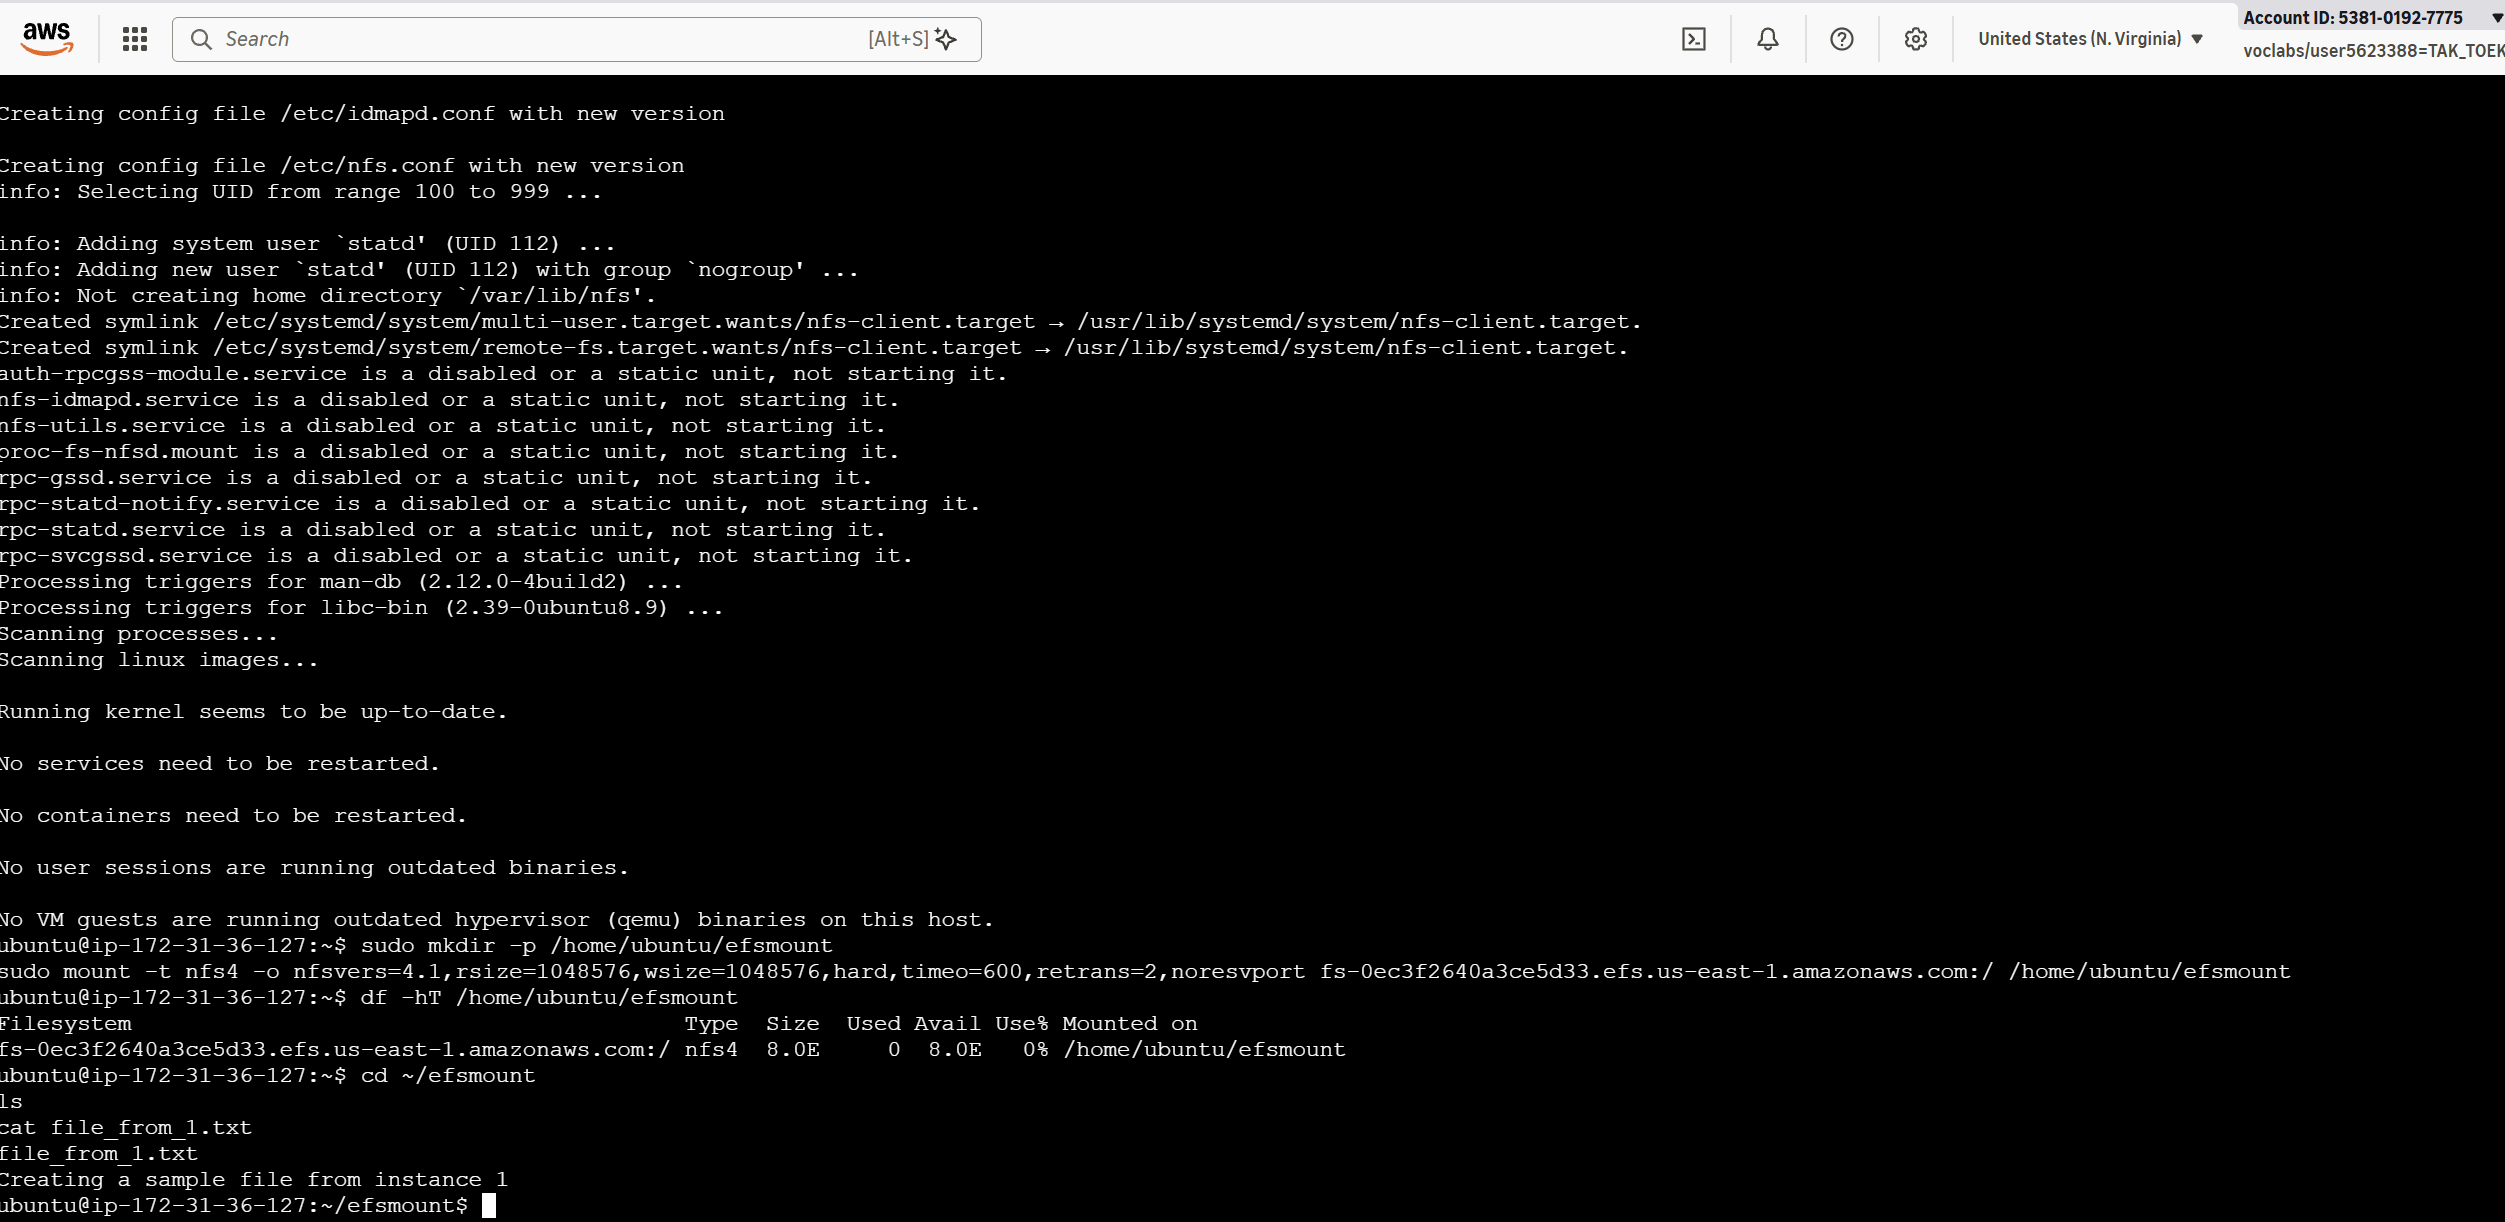 aws
Search [Alt+S]
United States (N. Virginia)
Account ID: 5381-0192-7775
voclabs/user5623388=TAK_TOEK
Creating config file /etc/idmapd.conf with new version
Creating config file /etc/nfs.conf with new version
info: Selecting UID from range 100 to 999 ...
info: Adding system user `statd' (UID 112) ...
info: Adding new user `statd' (UID 112) with group `nogroup' ...
info: Not creating home directory `/var/lib/nfs'.
Created symlink /etc/systemd/system/multi-user.target.wants/nfs-client.target → /usr/lib/systemd/system/nfs-client.target.
Created symlink /etc/systemd/system/remote-fs.target.wants/nfs-client.target → /usr/lib/systemd/system/nfs-client.target.
auth-rpcgss-module.service is a disabled or a static unit, not starting it.
nfs-idmapd.service is a disabled or a static unit, not starting it.
nfs-utils.service is a disabled or a static unit, not starting it.
proc-fs-nfsd.mount is a disabled or a static unit, not starting it.
rpc-gssd.service is a disabled or a static unit, not starting it.
rpc-statd-notify.service is a disabled or a static unit, not starting it.
rpc-statd.service is a disabled or a static unit, not starting it.
rpc-svcgssd.service is a disabled or a static unit, not starting it.
Processing triggers for man-db (2.12.0-4build2) ...
Processing triggers for libc-bin (2.39-0ubuntu8.9) ...
Scanning processes...
Scanning linux images...
Running kernel seems to be up-to-date.
No services need to be restarted.
No containers need to be restarted.
No user sessions are running outdated binaries.
No VM guests are running outdated hypervisor (qemu) binaries on this host.
ubuntu@ip-172-31-36-127:~$ sudo mkdir -p /home/ubuntu/efsmount
sudo mount -t nfs4 -o nfsvers=4.1,rsize=1048576,wsize=1048576,hard,timeo=600,retrans=2,noresvport fs-0ec3f2640a3ce5d33.efs.us-east-1.amazonaws.com:/ /home/ubuntu/efsmount
ubuntu@ip-172-31-36-127:~$ df -hT /home/ubuntu/efsmount
Filesystem Type Size Used Avail Use% Mounted on
fs-0ec3f2640a3ce5d33.efs.us-east-1.amazonaws.com:/ nfs4 8.0E 0 8.0E 0% /home/ubuntu/efsmount
ubuntu@ip-172-31-36-127:~$ cd ~/efsmount
ls
cat file_from_1.txt
file_from_1.txt
Creating a sample file from instance 1
ubuntu@ip-172-31-36-127:~/efsmount$